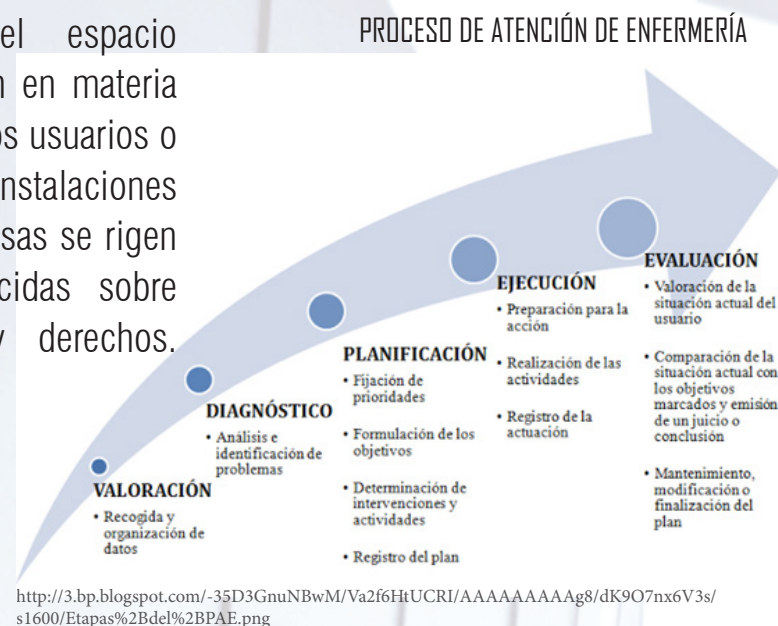 el espacio
en materia
os usuarios o
nstalaciones
sas se rigen
cidas sobre
y derechos.
PROCESO DE ATENCIÓN DE ENFERMERÍA
VALORACIÓN
• Recogida y
organización de
datos
DIAGNÓSTICO
• Análisis e
identificación de
problemas
PLANIFICACIÓN
• Fijación de
prioridades
• Formulación de los
objetivos
• Determinación de
intervenciones y
actividades
• Registro del plan
EJECUCIÓN
• Preparación para la
acción
• Realización de las
actividades
• Registro de la
actuación
EVALUACIÓN
• Valoración de la
situación actual del
usuario
• Comparación de la
situación actual con
los objetivos
marcados y emisión
de un juicio o
conclusión
• Mantenimiento,
modificación o
finalización del
plan
http://3.bp.blogspot.com/-35D3GnuNBwM/Va2f6HtUCRI/AAAAAAAAAg8/dK9O7nx6V3s/
s1600/Etapas%2Bdel%2BPAE.png